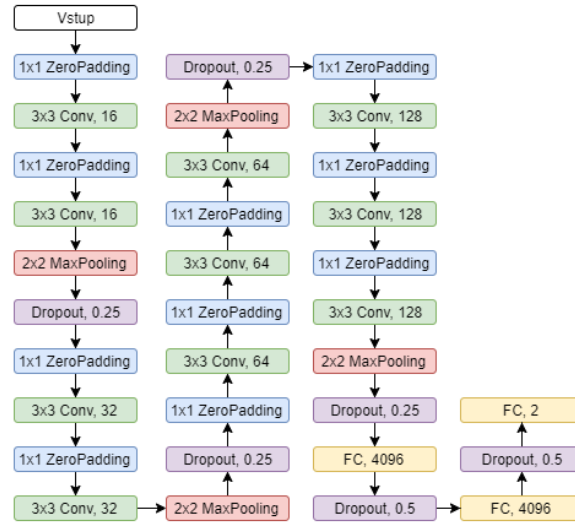 Vstup
1x1 ZeroPadding
3x3 Conv, 16
1x1 ZeroPadding
3x3 Conv, 16
2x2 MaxPooling
Dropout, 0.25
1x1 ZeroPadding
3x3 Conv, 32
1x1 ZeroPadding
3x3 Conv, 32
2x2 MaxPooling
Dropout, 0.25
1x1 ZeroPadding
3x3 Conv, 64
1x1 ZeroPadding
3x3 Conv, 64
1x1 ZeroPadding
3x3 Conv, 64
2x2 MaxPooling
Dropout, 0.25
1x1 ZeroPadding
3x3 Conv, 128
1x1 ZeroPadding
3x3 Conv, 128
1x1 ZeroPadding
3x3 Conv, 128
2x2 MaxPooling
Dropout, 0.25
FC, 4096
Dropout, 0.5
FC, 4096
Dropout, 0.5
FC, 2